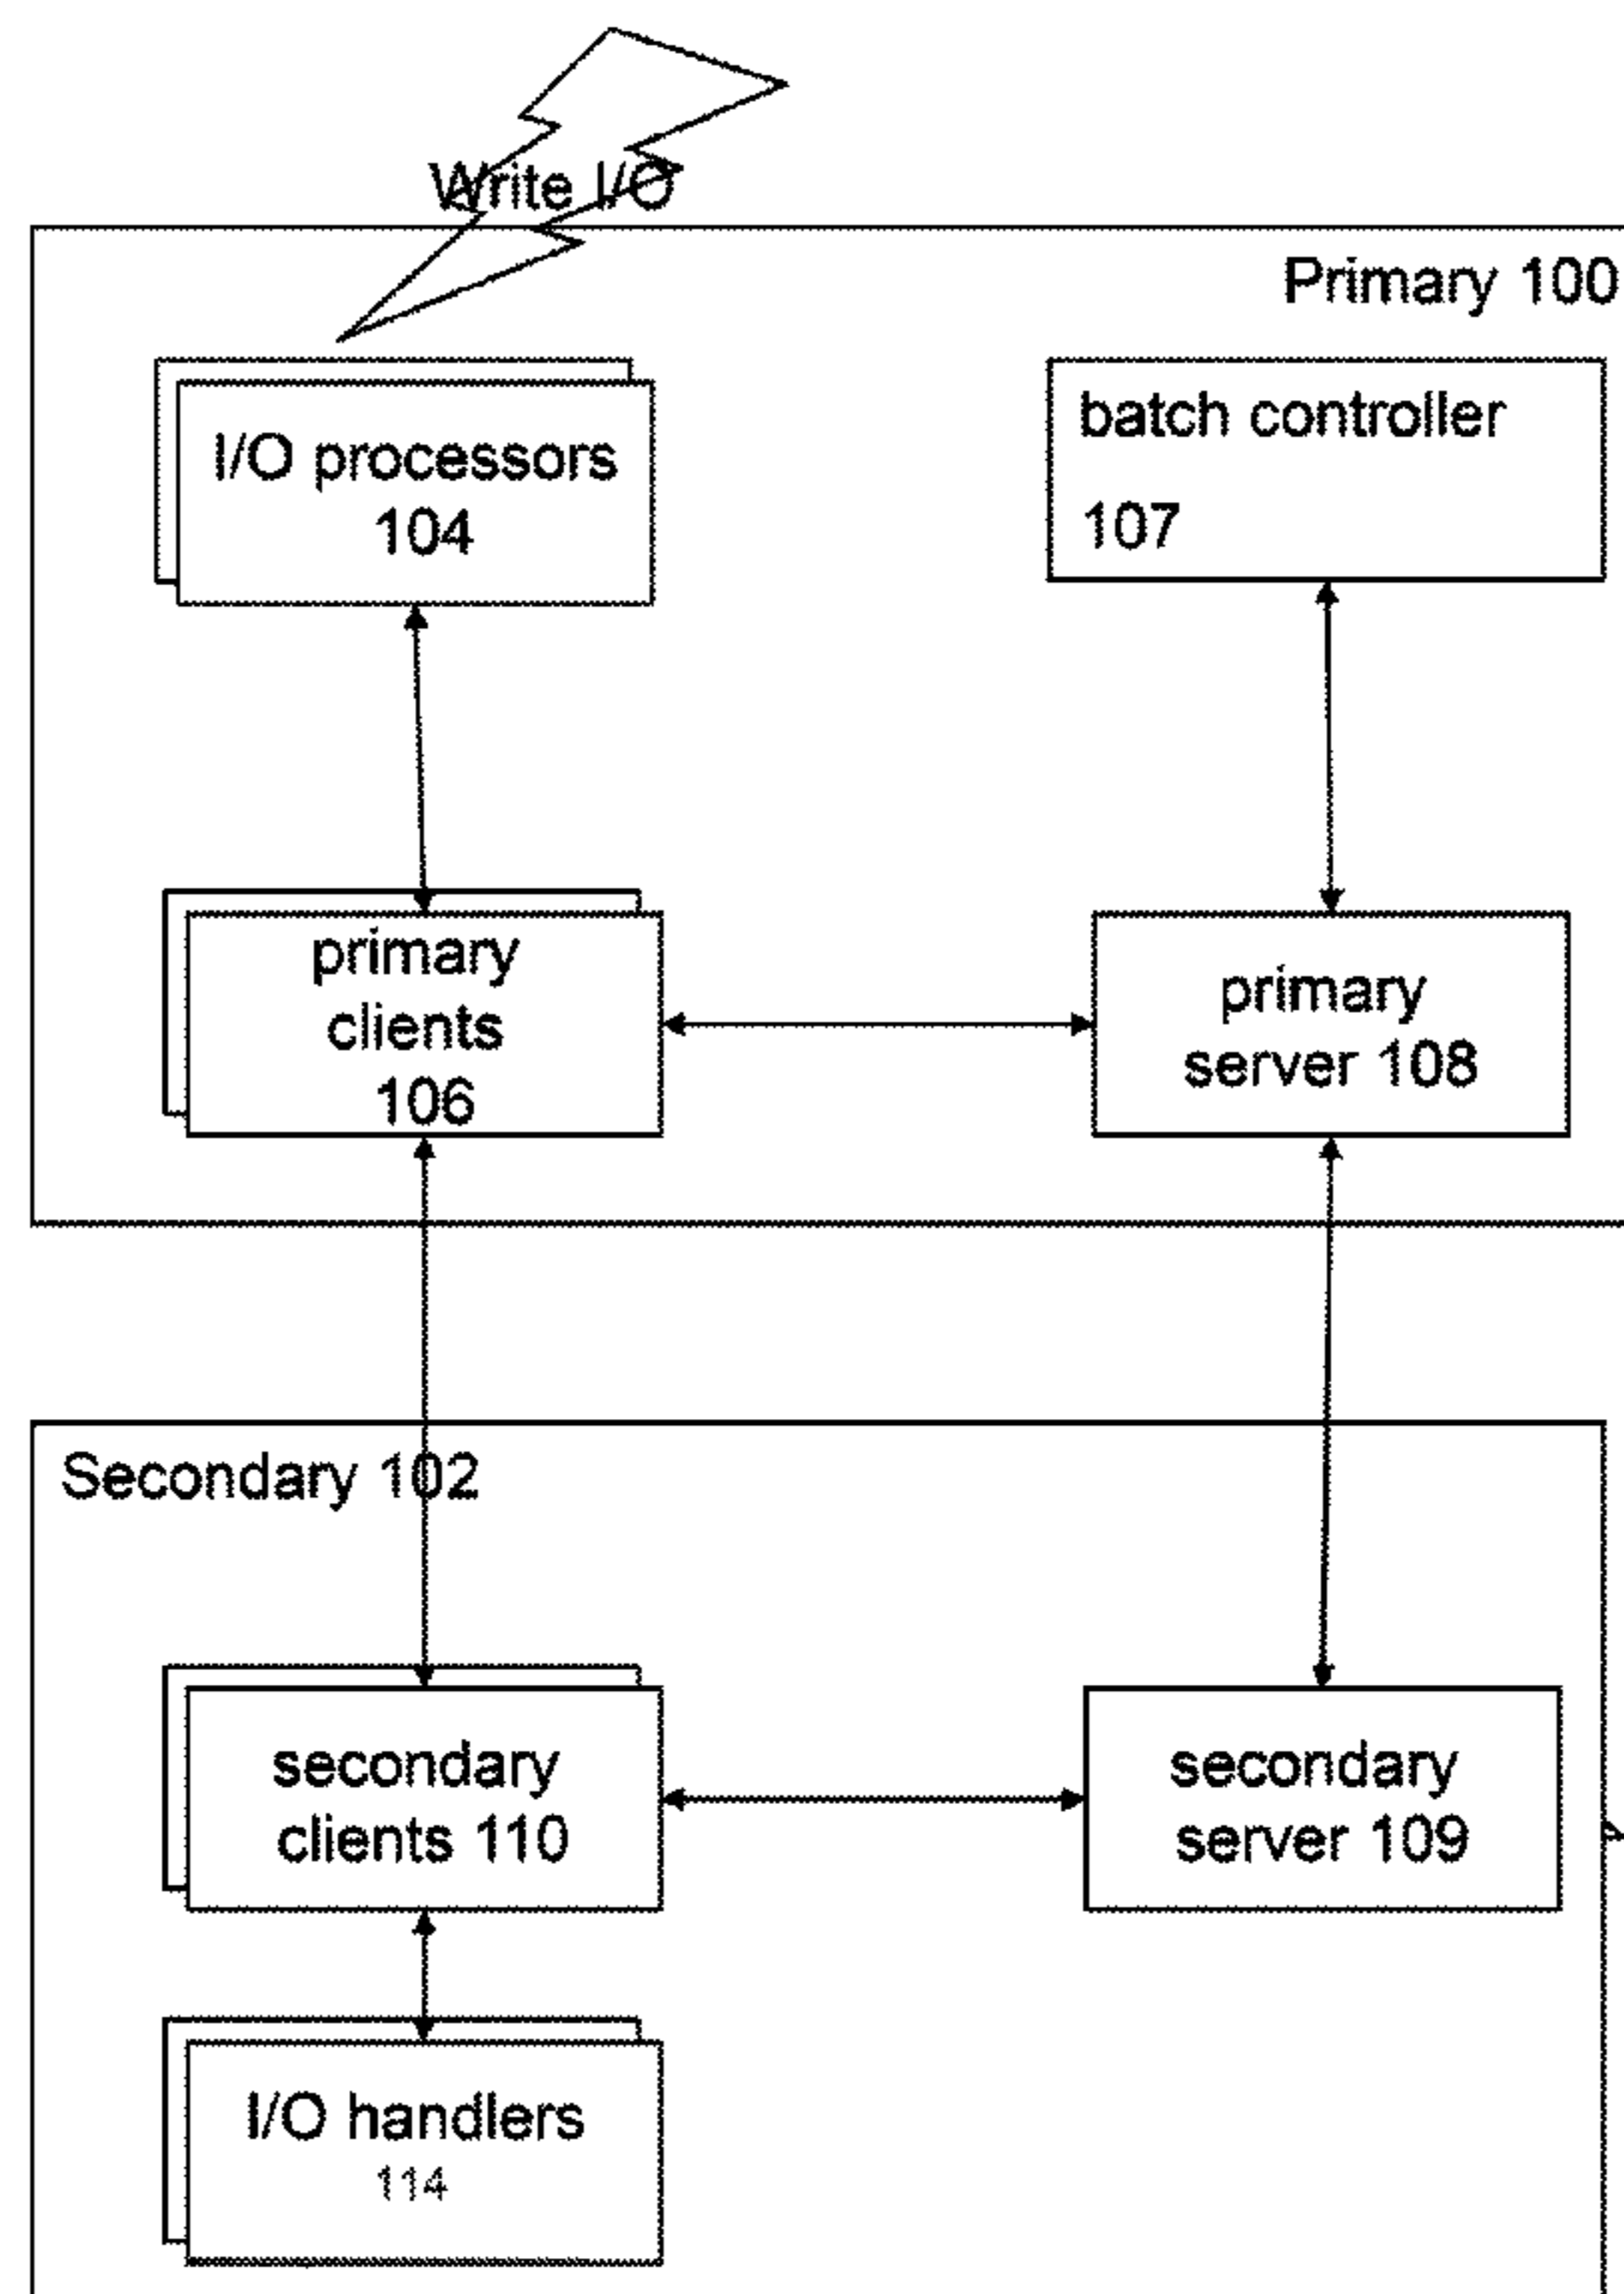 Write I/O
Primary 100
I/O processors
104
batch controller
107
primary
clients
106
primary
server 108
Secondary 102
secondary
clients 110
secondary
server 109
I/O handlers
114